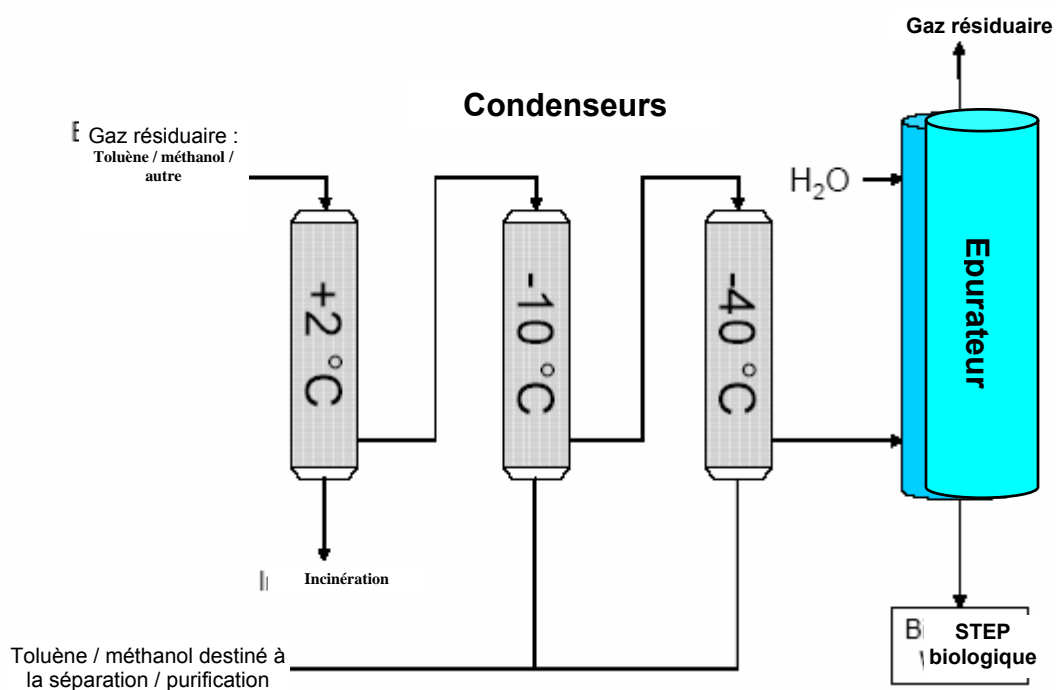 Gaz résiduaire
Condenseurs
Gaz résiduaire :
Toluène / méthanol /
autre
H₂O
+2 °C
-10 °C
-40 °C
Epurateur
Incinération
Toluène / méthanol destiné à
la séparation / purification
STEP
biologique